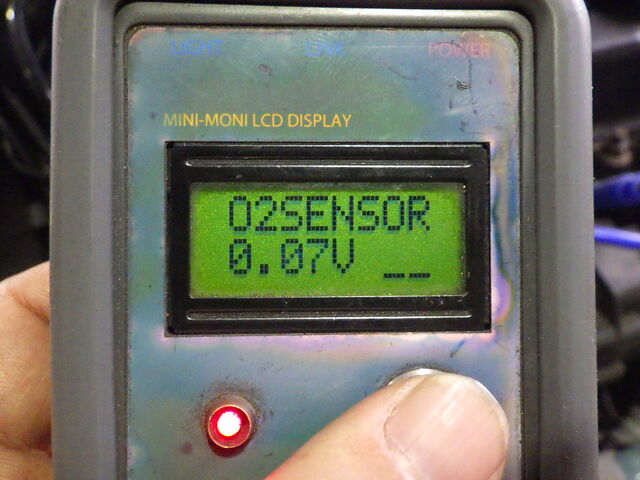 LIGHT LINK POWER
MINI-MONI LCD DISPLAY
O2SENSOR
0.07V __